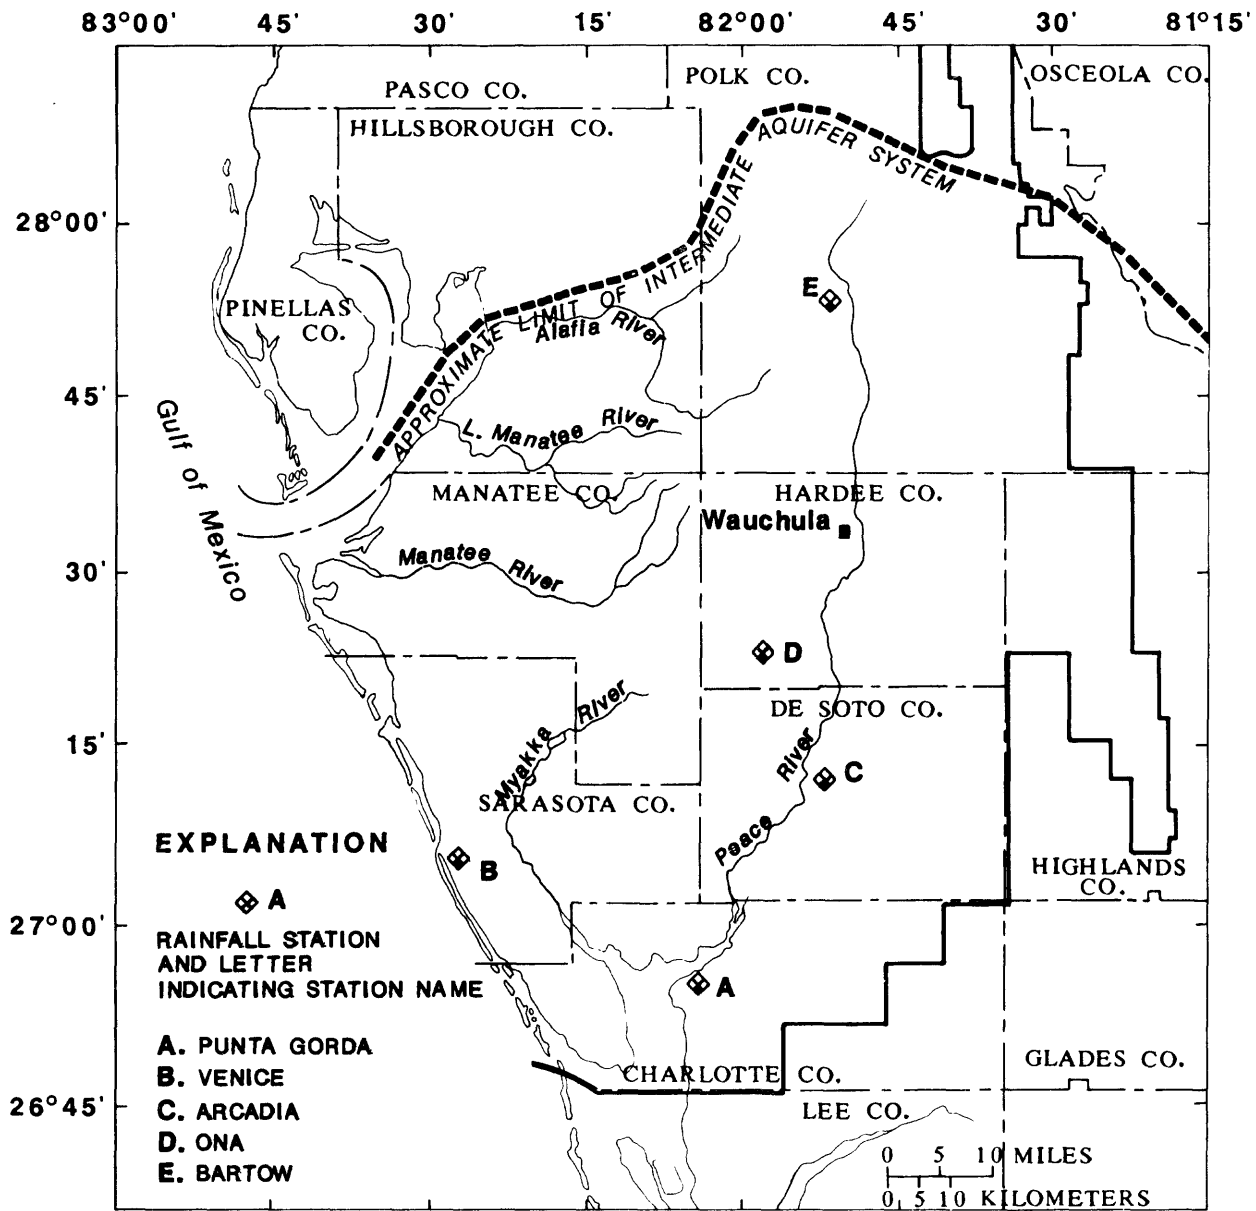 83°00' 45' 30' 15' 82°00' 45' 30' 81°15'
POLK CO.
OSCEOLA CO.
PASCO CO.
HILLSBOROUGH CO.
APPROXIMATE LIMIT OF INTERMEDIATE AQUIFER SYSTEM
28°00'
E
PINELLAS
CO.
Alafia River
45'
Gulf of Mexico
L. Manatee River
MANATEE CO.
HARDEE CO.
Wauchula
30'
Manatee River
D
Myakka River
DE SOTO CO.
15'
Peace River
C
SARASOTA CO.
EXPLANATION
B
HIGHLANDS
CO.
A
27°00'
RAINFALL STATION
AND LETTER
INDICATING STATION NAME
A
A. PUNTA GORDA
B. VENICE
C. ARCADIA
D. ONA
E. BARTOW
CHARLOTTE CO.
GLADES CO.
26°45'
LEE CO.
0 5 10 MILES
0 5 10 KILOMETERS